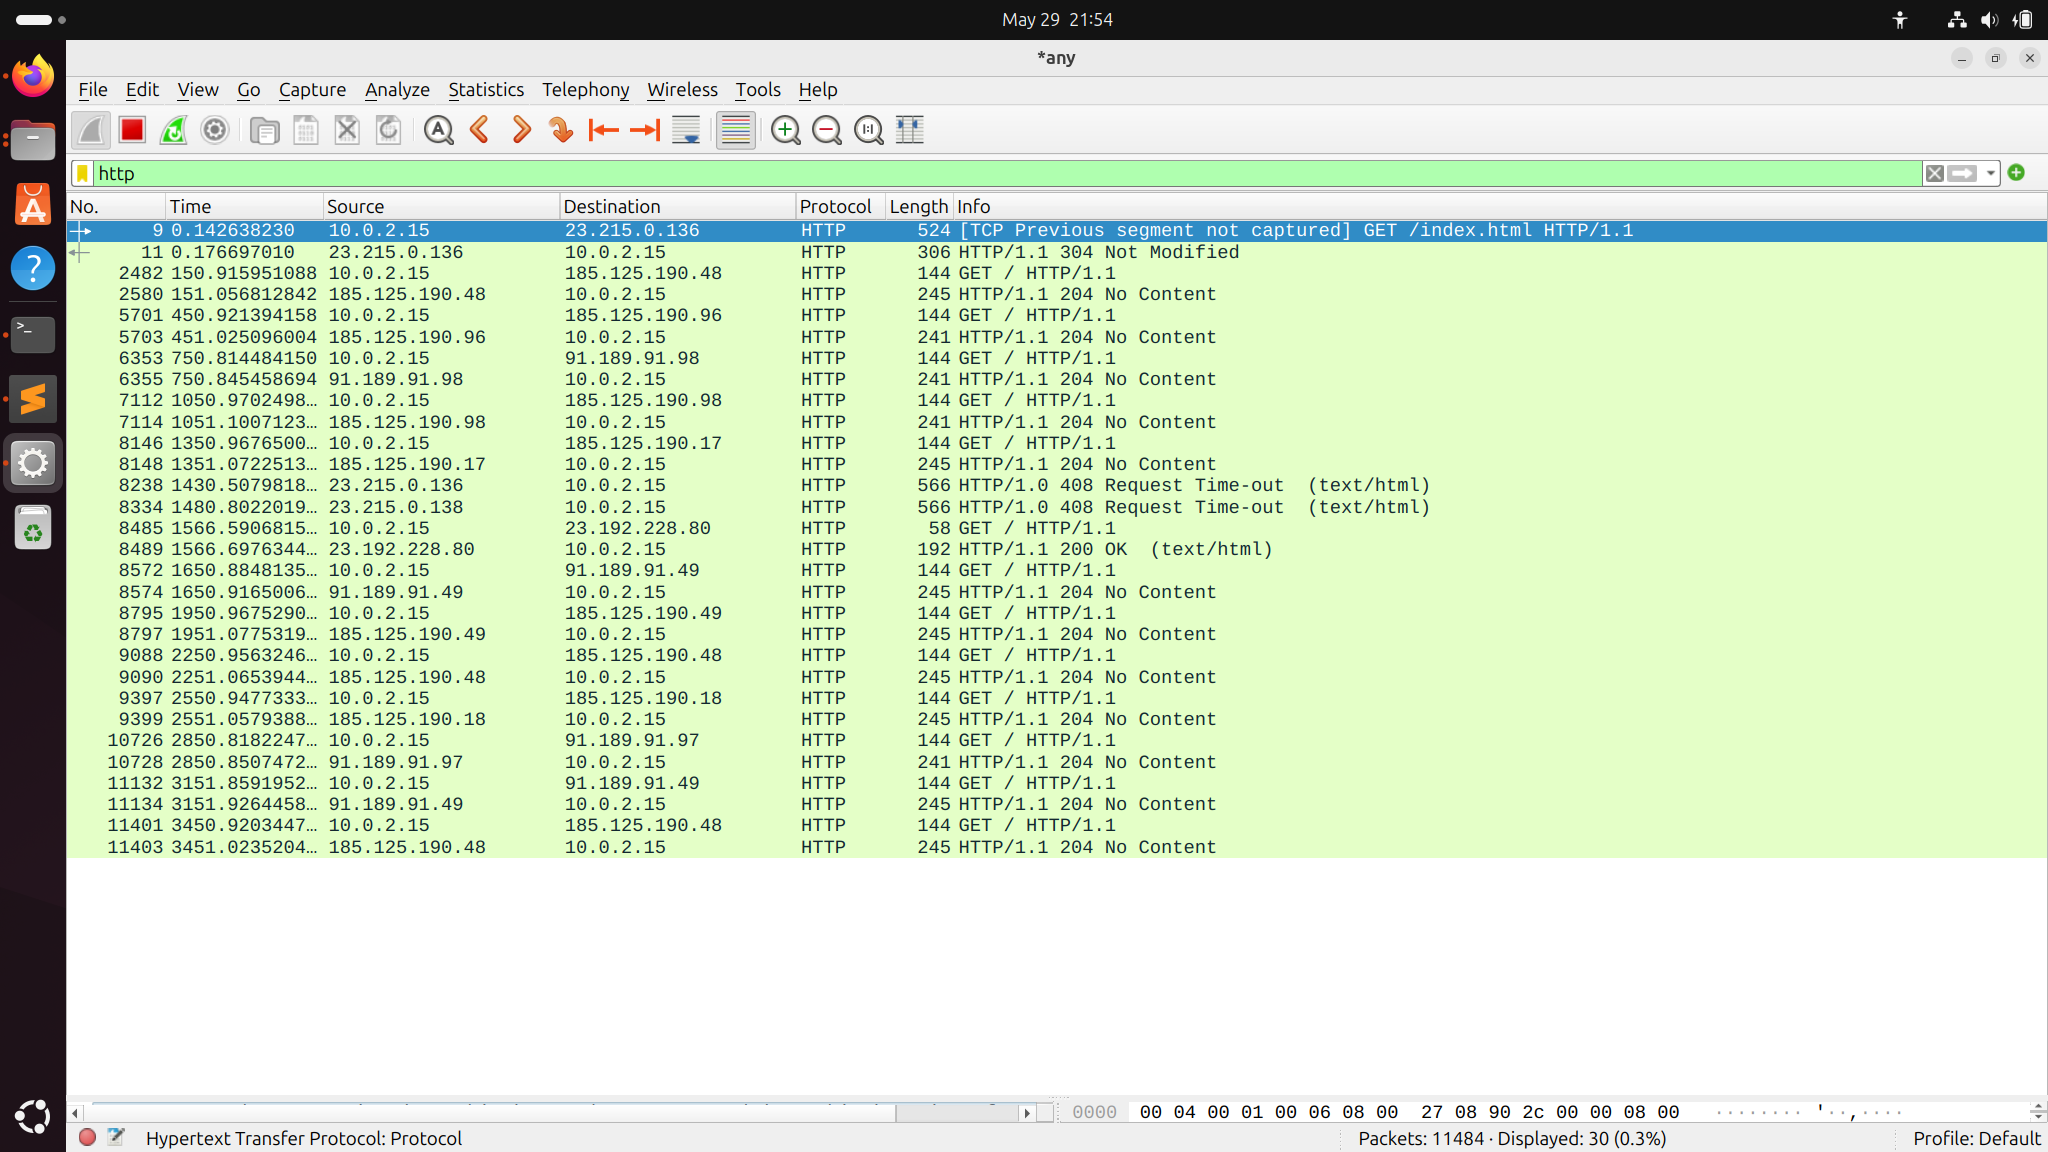 May 29 21:54
*any
File Edit View Go Capture Analyze Statistics Telephony Wireless Tools Help
http
No. Time Source Destination Protocol Length Info
9 0.142638230 10.0.2.15 23.215.0.136 HTTP 524 [TCP Previous segment not captured] GET /index.html HTTP/1.1
11 0.176697010 23.215.0.136 10.0.2.15 HTTP 306 HTTP/1.1 304 Not Modified
2482 150.915951088 10.0.2.15 185.125.190.48 HTTP 144 GET / HTTP/1.1
2580 151.056812842 185.125.190.48 10.0.2.15 HTTP 245 HTTP/1.1 204 No Content
5701 450.921394158 10.0.2.15 185.125.190.96 HTTP 144 GET / HTTP/1.1
5703 451.025096004 185.125.190.96 10.0.2.15 HTTP 241 HTTP/1.1 204 No Content
6353 750.814484150 10.0.2.15 91.189.91.98 HTTP 144 GET / HTTP/1.1
6355 750.845458694 91.189.91.98 10.0.2.15 HTTP 241 HTTP/1.1 204 No Content
7112 1050.9702498… 10.0.2.15 185.125.190.98 HTTP 144 GET / HTTP/1.1
7114 1051.1007123… 185.125.190.98 10.0.2.15 HTTP 241 HTTP/1.1 204 No Content
8146 1350.9676500… 10.0.2.15 185.125.190.17 HTTP 144 GET / HTTP/1.1
8148 1351.0722513… 185.125.190.17 10.0.2.15 HTTP 245 HTTP/1.1 204 No Content
8238 1430.5079818… 23.215.0.136 10.0.2.15 HTTP 566 HTTP/1.0 408 Request Time-out (text/html)
8334 1480.8022019… 23.215.0.138 10.0.2.15 HTTP 566 HTTP/1.0 408 Request Time-out (text/html)
8485 1566.5906815… 10.0.2.15 23.192.228.80 HTTP 58 GET / HTTP/1.1
8489 1566.6976344… 23.192.228.80 10.0.2.15 HTTP 192 HTTP/1.1 200 OK (text/html)
8572 1650.8848135… 10.0.2.15 91.189.91.49 HTTP 144 GET / HTTP/1.1
8574 1650.9165006… 91.189.91.49 10.0.2.15 HTTP 245 HTTP/1.1 204 No Content
8795 1950.9675290… 10.0.2.15 185.125.190.49 HTTP 144 GET / HTTP/1.1
8797 1951.0775319… 185.125.190.49 10.0.2.15 HTTP 245 HTTP/1.1 204 No Content
9088 2250.9563246… 10.0.2.15 185.125.190.48 HTTP 144 GET / HTTP/1.1
9090 2251.0653944… 185.125.190.48 10.0.2.15 HTTP 245 HTTP/1.1 204 No Content
9397 2550.9477333… 10.0.2.15 185.125.190.18 HTTP 144 GET / HTTP/1.1
9399 2551.0579388… 185.125.190.18 10.0.2.15 HTTP 245 HTTP/1.1 204 No Content
10726 2850.8182247… 10.0.2.15 91.189.91.97 HTTP 144 GET / HTTP/1.1
10728 2850.8507472… 91.189.91.97 10.0.2.15 HTTP 241 HTTP/1.1 204 No Content
11132 3151.8591952… 10.0.2.15 91.189.91.49 HTTP 144 GET / HTTP/1.1
11134 3151.9264458… 91.189.91.49 10.0.2.15 HTTP 245 HTTP/1.1 204 No Content
11401 3450.9203447… 10.0.2.15 185.125.190.48 HTTP 144 GET / HTTP/1.1
11403 3451.0235204… 185.125.190.48 10.0.2.15 HTTP 245 HTTP/1.1 204 No Content
0000 00 04 00 01 00 06 08 00 27 08 90 2c 00 00 08 00 ········ '··,····
Hypertext Transfer Protocol: Protocol Packets: 11484 · Displayed: 30 (0.3%) Profile: Default